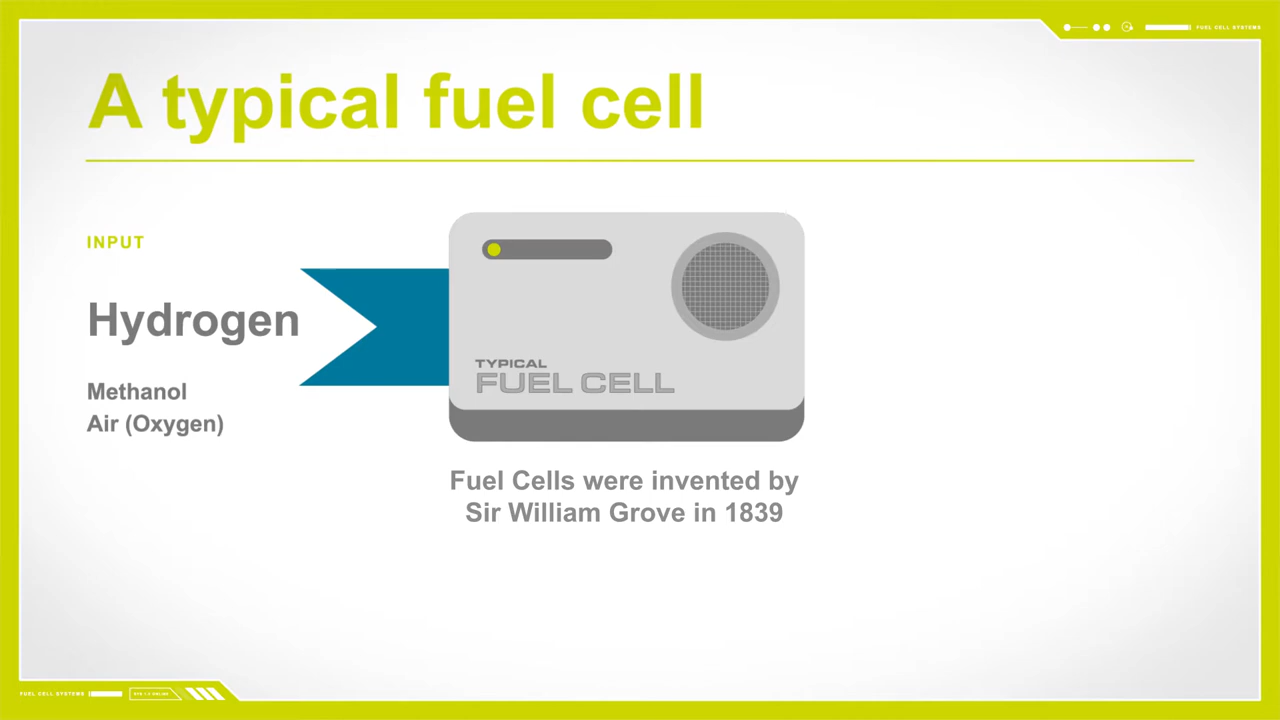 FUEL CELL SYSTEMS
A typical fuel cell
INPUT
Hydrogen
Methanol
Air (Oxygen)
TYPICAL
FUEL CELL
Fuel Cells were invented by
Sir William Grove in 1839
FUEL CELL SYSTEMS